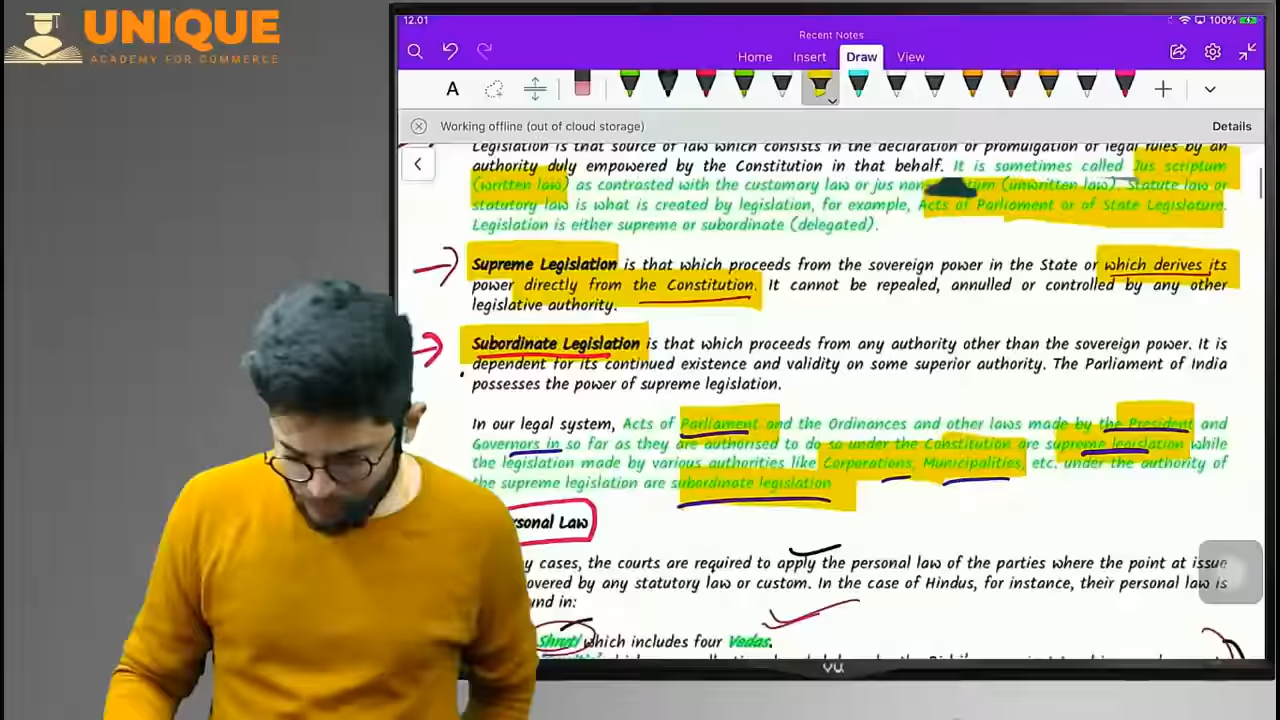 UNIQUE
ACADEMY FOR COMMERCE
12.01
100%
Recent Notes
Home Insert Draw View
A
Working offline (out of cloud storage)
Details
Legislation is that source of law which consists in the declaration or promulgation of legal rules by an
authority duly empowered by the Constitution in that behalf. It is sometimes called Jus scriptum
(written law) as contrasted with the customary law or jus non (unwritten law). Statute law or
statutory law is what is created by legislation, for example, Acts of Parliament or of State Legislature.
Legislation is either supreme or subordinate (delegated).
Supreme Legislation is that which proceeds from the sovereign power in the State or which derives its
power directly from the Constitution. It cannot be repealed, annulled or controlled by any other
legislative authority.
Subordinate Legislation is that which proceeds from any authority other than the sovereign power. It is
dependent for its continued existence and validity on some superior authority. The Parliament of India
possesses the power of supreme legislation.
In our legal system, Acts of Parliament and the Ordinances and other laws made by the President and
Governors in so far as they are authorised to do so under the Constitution are supreme legislation while
the legislation made by various authorities like Corporations, Municipalities, etc. under the authority of
the supreme legislation are subordinate legislation
rsonal Law
y cases, the courts are required to apply the personal law of the parties where the point at issue
overed by any statutory law or custom. In the case of Hindus, for instance, their personal law is
und in:
Shruti which includes four Vedas.
vu